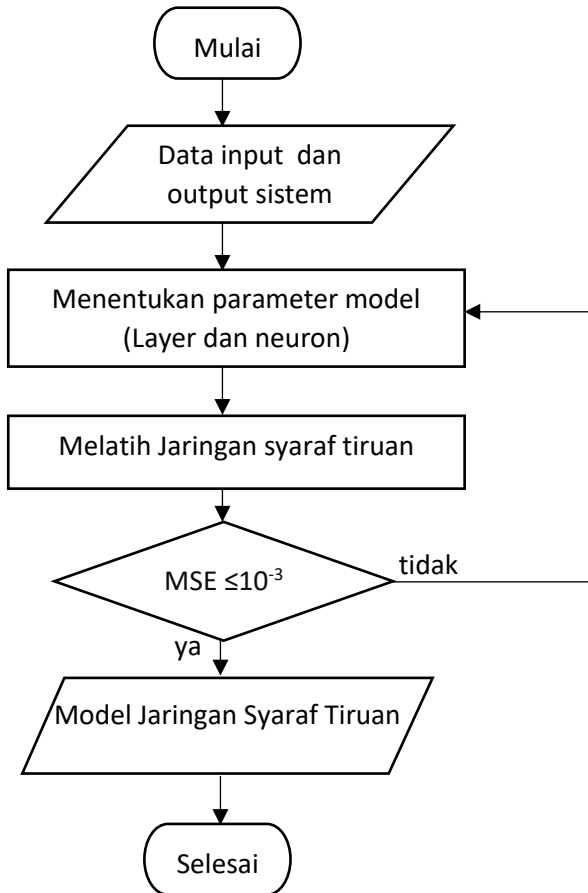 Mulai
Data input  dan
output sistem
Menentukan parameter model
(Layer dan neuron)
Melatih Jaringan syaraf tiruan
MSE ≤10⁻³
tidak
ya
Model Jaringan Syaraf Tiruan
Selesai